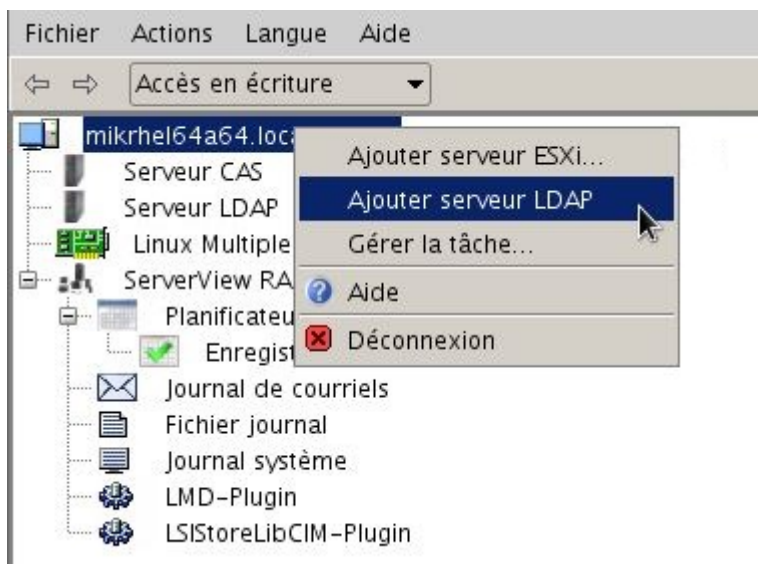 Fichier Actions Langue Aide
Accès en écriture
mikrhel64a64.loca
Serveur CAS
Serveur LDAP
Linux Multiple
ServerView RA
Planificateu
Enregist
Journal de courriels
Fichier journal
Journal système
LMD-Plugin
LSIStoreLibCIM-Plugin
Ajouter serveur ESXi...
Ajouter serveur LDAP
Gérer la tâche...
Aide
Déconnexion